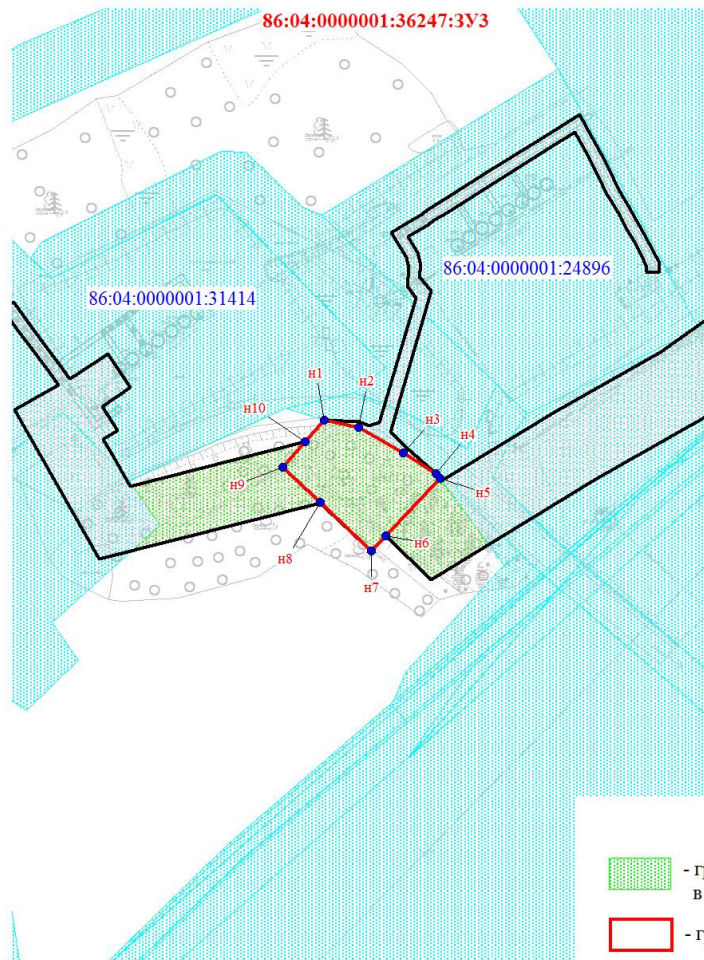 86:04:0000001:36247:ЗУ3
86:04:0000001:24896
86:04:0000001:31414
н1
н2
н10
н3
н4
н9
н5
н8
н6
н7
- г
в
- г